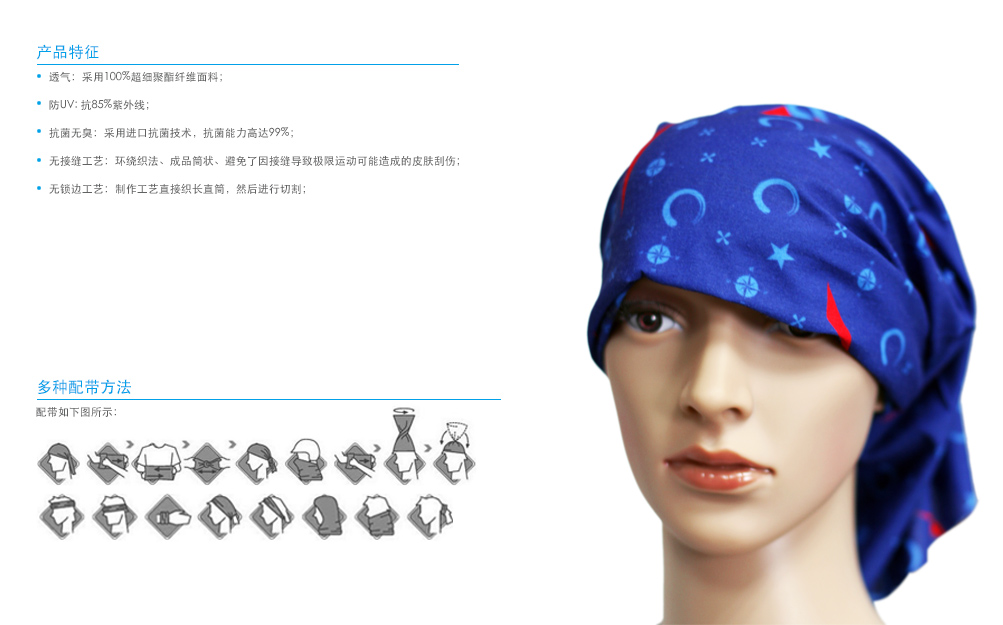 产品特征
透气：采用100%超细聚酯纤维面料；
防UV：抗85%紫外线；
抗菌无臭：采用进口抗菌技术，抗菌能力高达99%；
无接缝工艺：环绕织法、成品筒状、避免了因接缝导致极限运动可能造成的皮肤刮伤；
无锁边工艺：制作工艺直接织长直筒，然后进行切割；
多种配带方法
配带如下图所示：